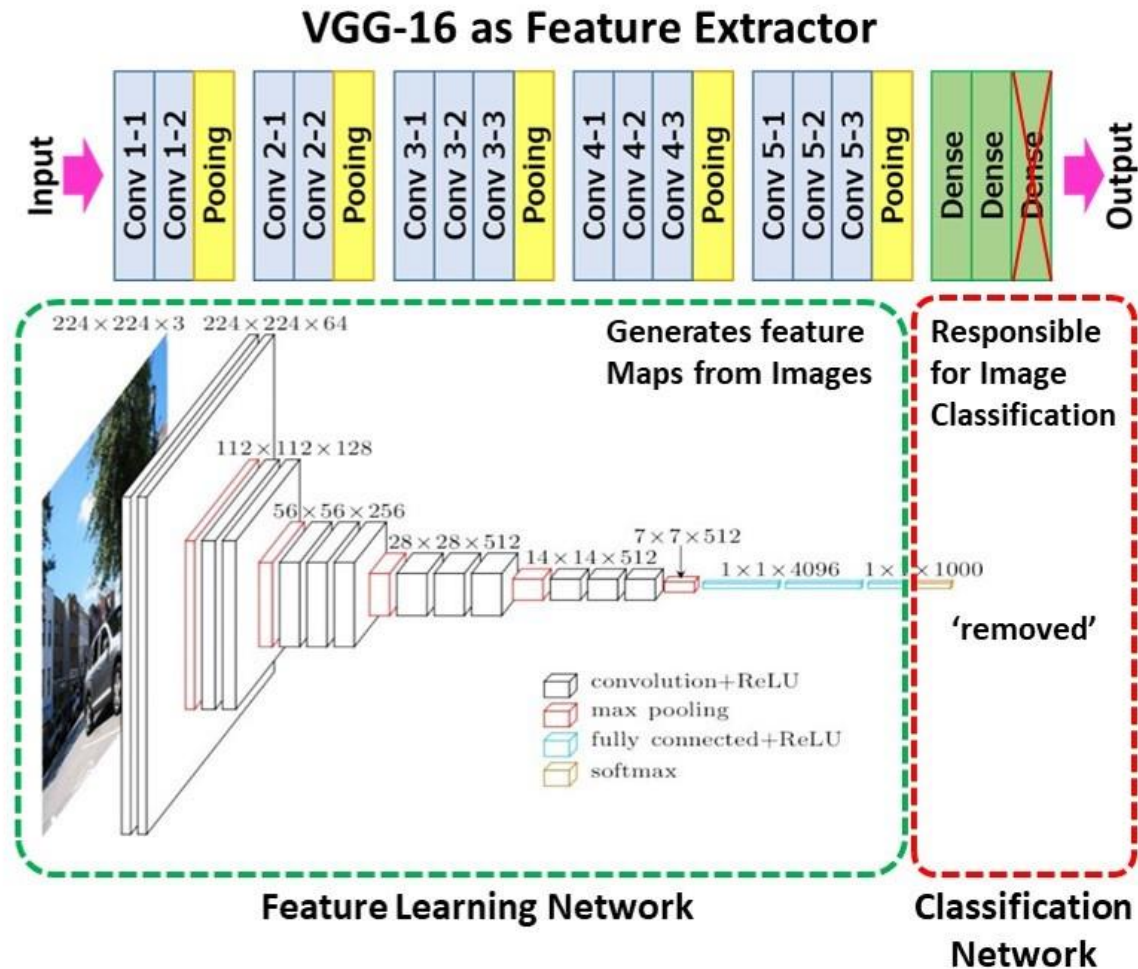 VGG-16 as Feature Extractor
Input
Conv 1-1
Conv 1-2
Pooing
Conv 2-1
Conv 2-2
Pooing
Conv 3-1
Conv 3-2
Conv 3-3
Pooing
Conv 4-1
Conv 4-2
Conv 4-3
Pooing
Conv 5-1
Conv 5-2
Conv 5-3
Pooing
Dense
Dense
Dense
Output
224×224×3
224×224×64
Generates feature
Maps from Images
Responsible
for Image
Classification
112×112×128
56×56×256
28×28×512
14×14×512
7×7×512
1×1×4096
1×1×1000
'removed'
convolution+ReLU
max pooling
fully connected+ReLU
softmax
Feature Learning Network
Classification
Network